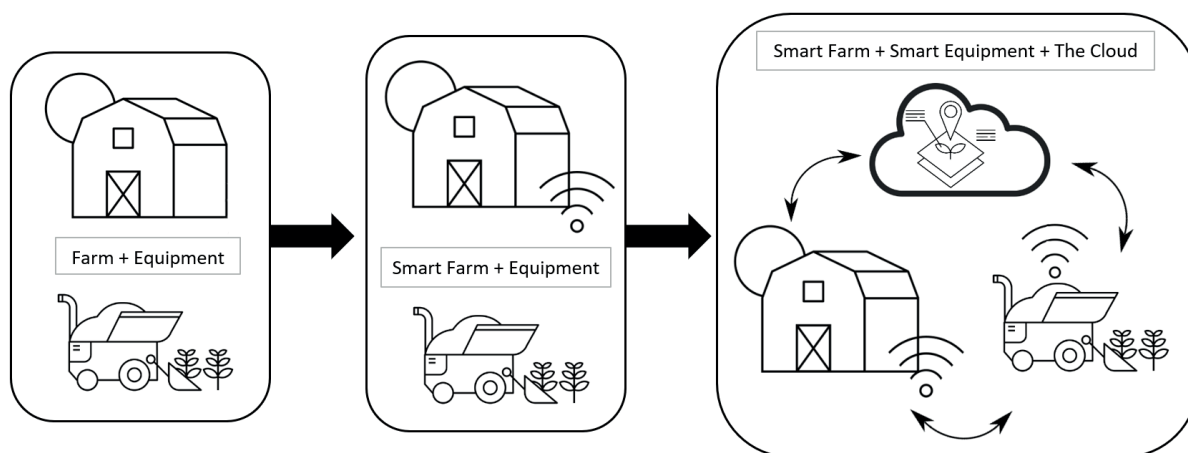 Farm + Equipment
Smart Farm + Equipment
Smart Farm + Smart Equipment + The Cloud